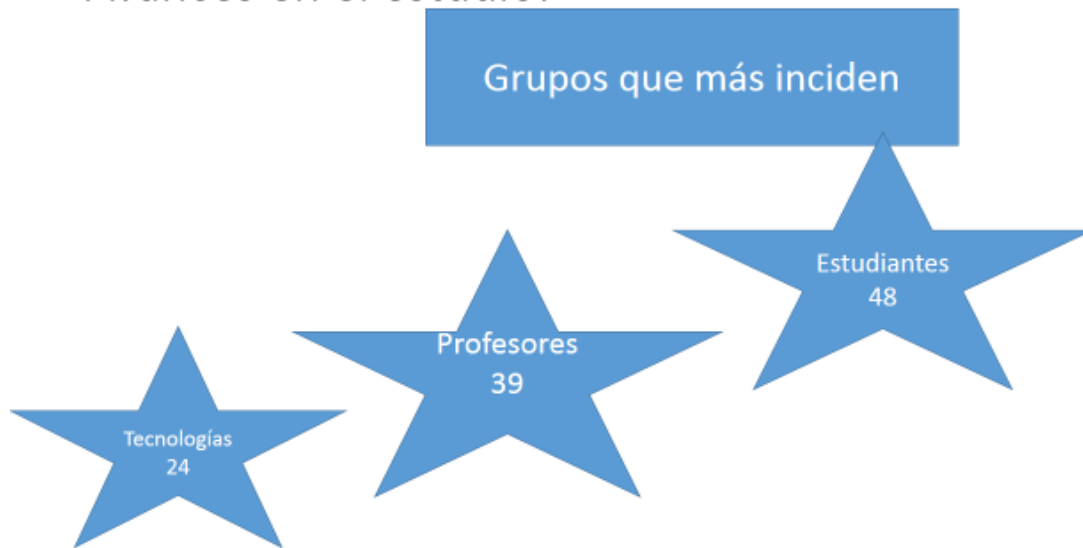 Grupos que más inciden
Estudiantes
48
Profesores
39
Tecnologías
24